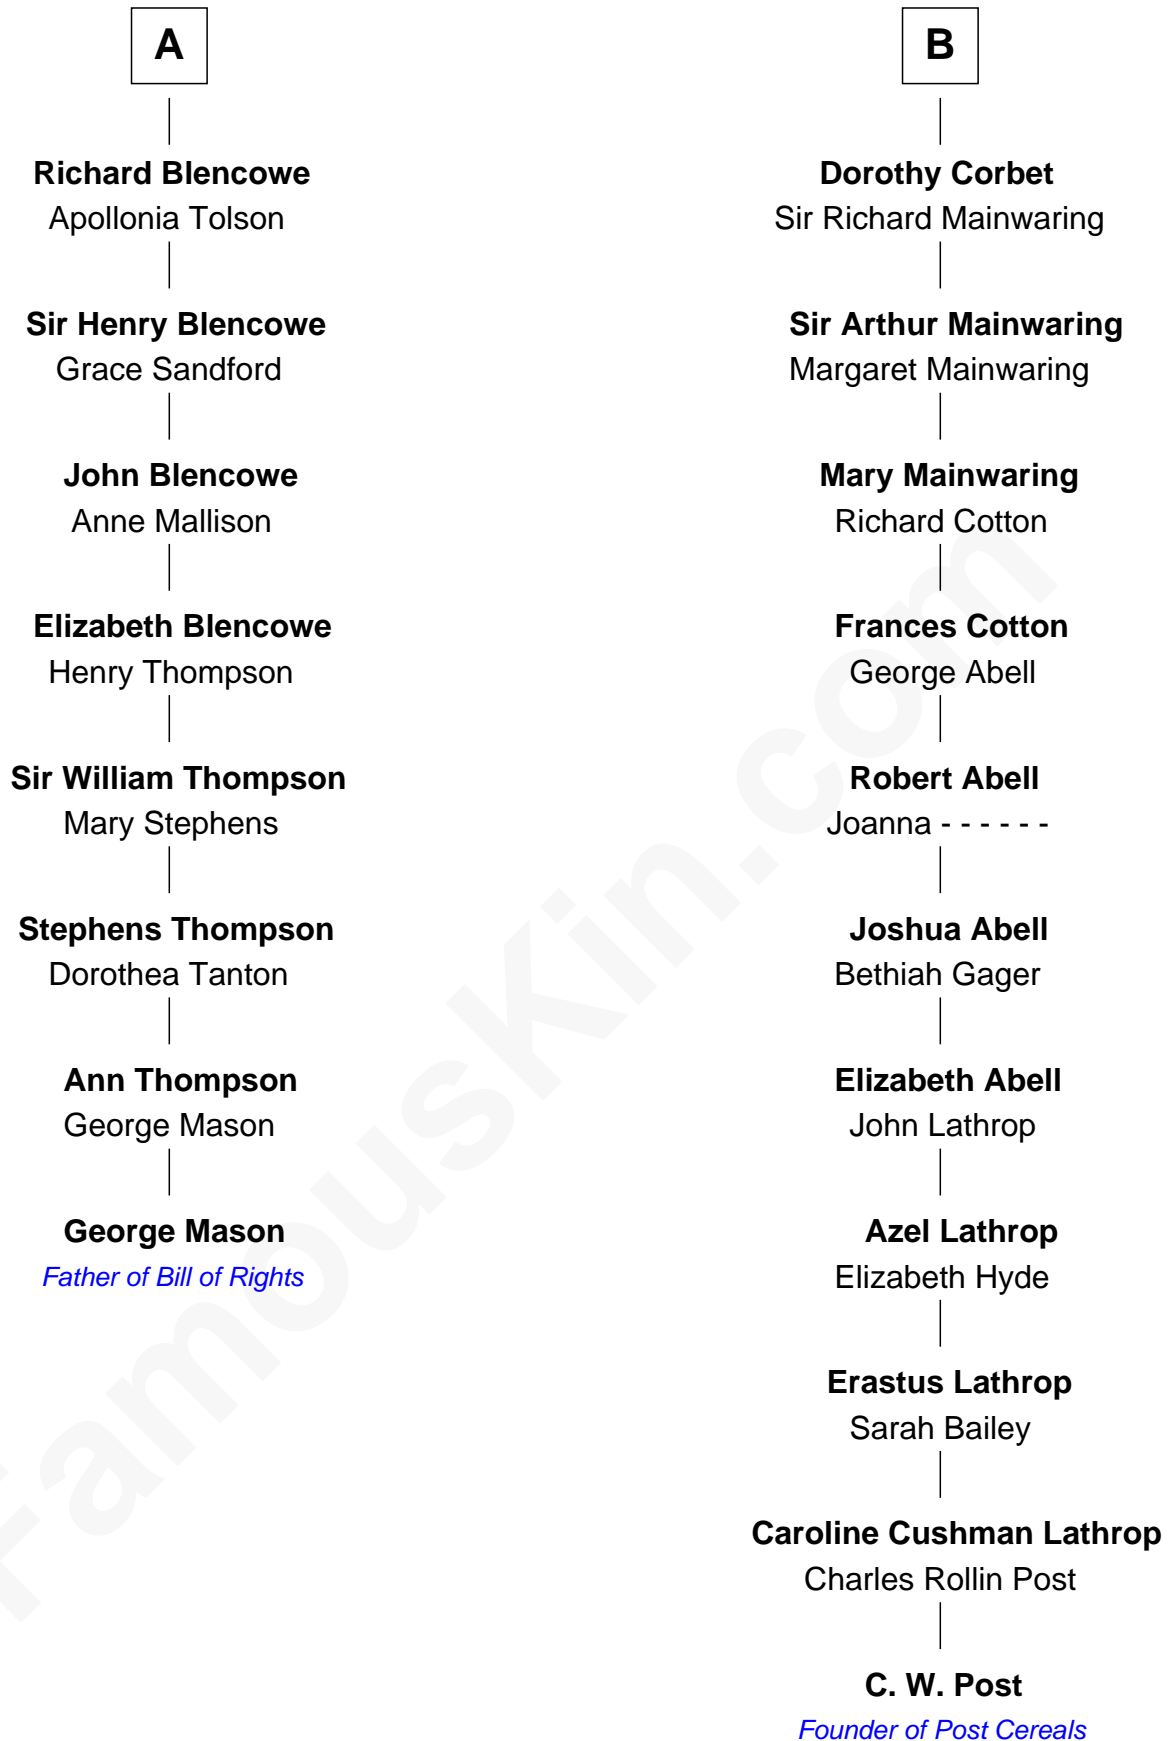 A
Richard Blencowe
Apollonia Tolson
Sir Henry Blencowe
Grace Sandford
John Blencowe
Anne Mallison
Elizabeth Blencowe
Henry Thompson
Sir William Thompson
Mary Stephens
Stephens Thompson
Dorothea Tanton
Ann Thompson
George Mason
George Mason
Father of Bill of Rights
B
Dorothy Corbet
Sir Richard Mainwaring
Sir Arthur Mainwaring
Margaret Mainwaring
Mary Mainwaring
Richard Cotton
Frances Cotton
George Abell
Robert Abell
Joanna - - - - - -
Joshua Abell
Bethiah Gager
Elizabeth Abell
John Lathrop
Azel Lathrop
Elizabeth Hyde
Erastus Lathrop
Sarah Bailey
Caroline Cushman Lathrop
Charles Rollin Post
C. W. Post
Founder of Post Cereals
FamousKin.com